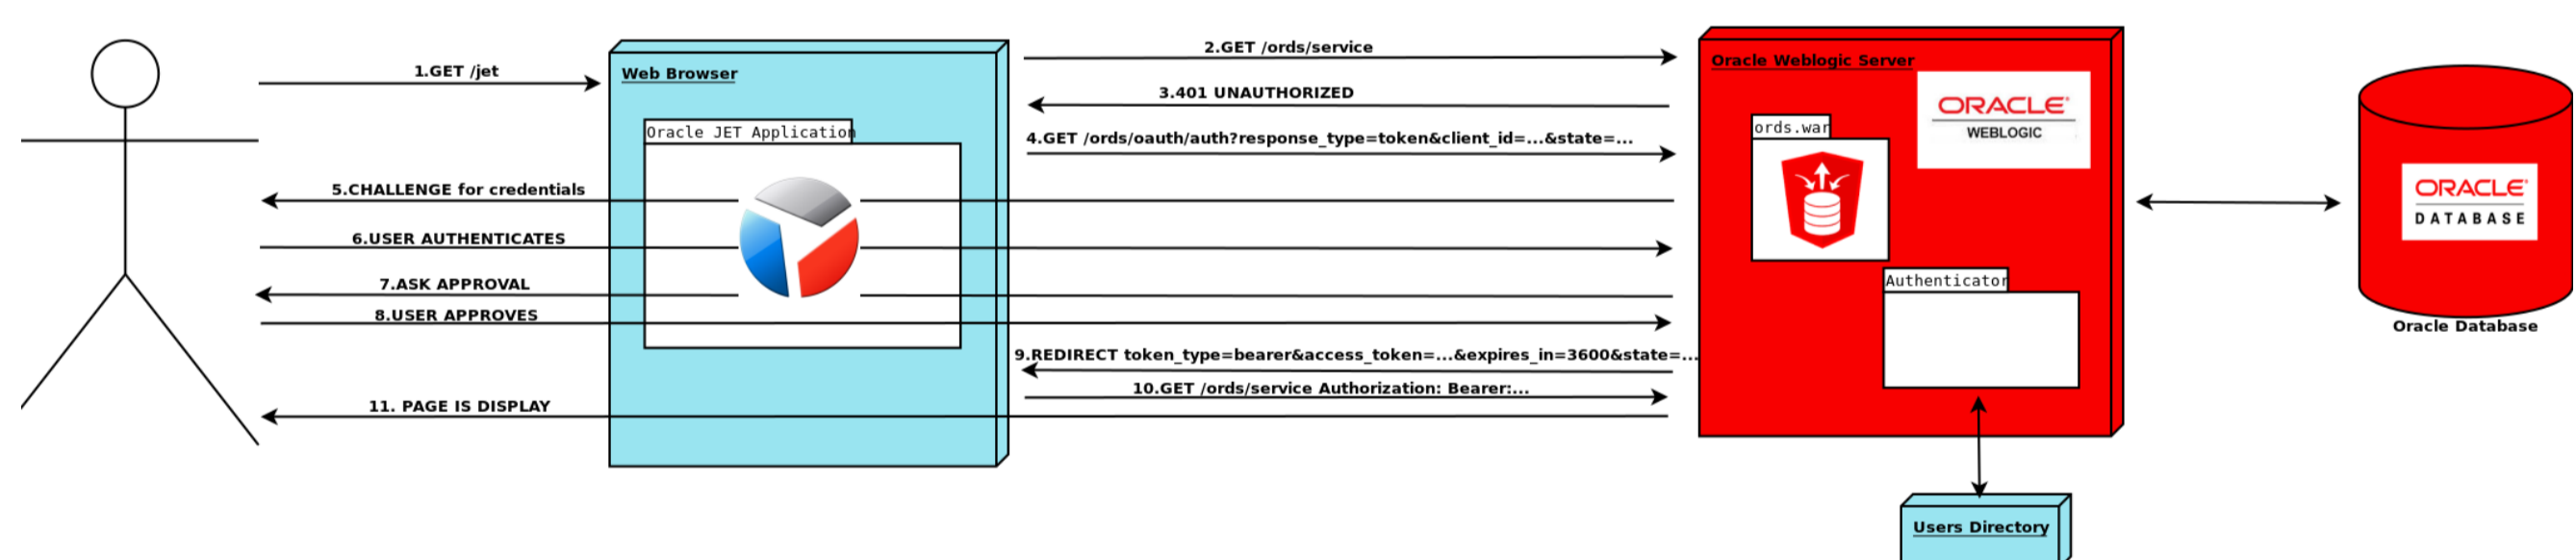 1.GET /jet
Web Browser
Oracle JET Application
2.GET /ords/service
3.401 UNAUTHORIZED
4.GET /ords/oauth/auth?response_type=token&client_id=...&state=...
5.CHALLENGE for credentials
6.USER AUTHENTICATES
7.ASK APPROVAL
8.USER APPROVES
9.REDIRECT token_type=bearer&access_token=...&expires_in=3600&state=...
10.GET /ords/service Authorization: Bearer:...
11. PAGE IS DISPLAY
Oracle Weblogic Server
ORACLE
WEBLOGIC
ords.war
Authenticator
Users Directory
ORACLE
DATABASE
Oracle Database